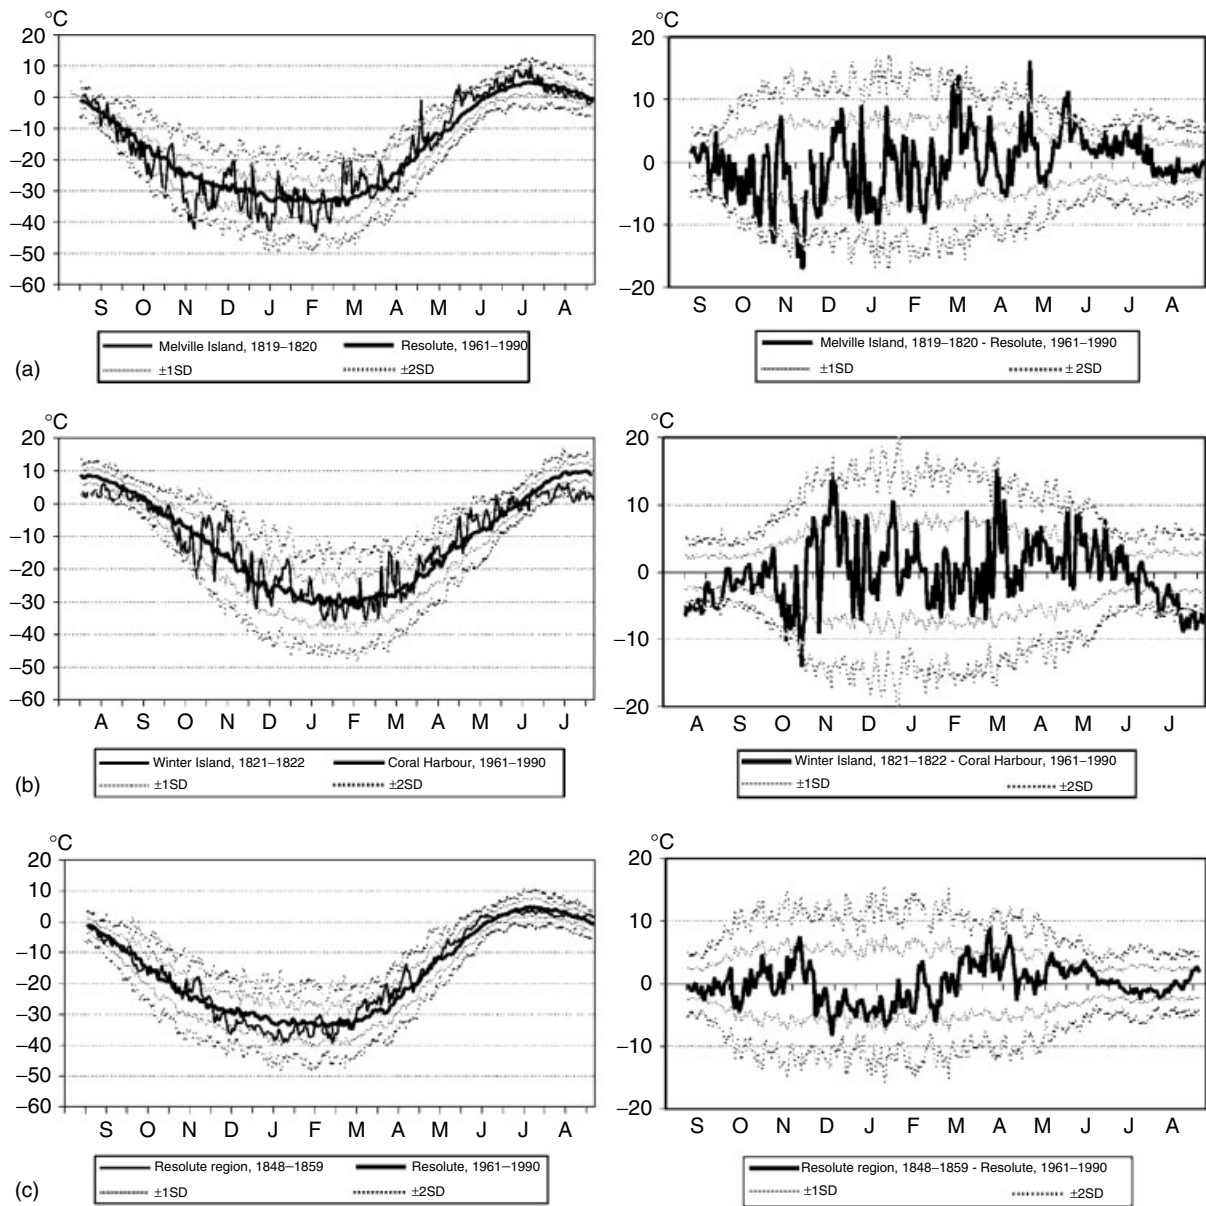 °C
20
10
0
−10
−20
−30
−40
−50
−60
S O N D J F M A M J J A
Melville Island, 1819–1820 Resolute, 1961–1990
±1SD ±2SD
(a)
°C
20
10
0
−10
−20
S O N D J F M A M J J A
Melville Island, 1819–1820 - Resolute, 1961–1990
±1SD ± 2SD
°C
20
10
0
−10
−20
−30
−40
−50
−60
A S O N D J F M A M J J
Winter Island, 1821–1822 Coral Harbour, 1961–1990
±1SD ±2SD
(b)
°C
20
10
0
−10
−20
A S O N D J F M A M J J
Winter Island, 1821–1822 - Coral Harbour, 1961–1990
±1SD ±2SD
°C
20
10
0
−10
−20
−30
−40
−50
−60
S O N D J F M A M J J A
Resolute region, 1848–1859 Resolute, 1961–1990
±1SD ±2SD
(c)
°C
20
10
0
−10
−20
S O N D J F M A M J J A
Resolute region, 1848–1859 - Resolute, 1961–1990
±1SD ±2SD